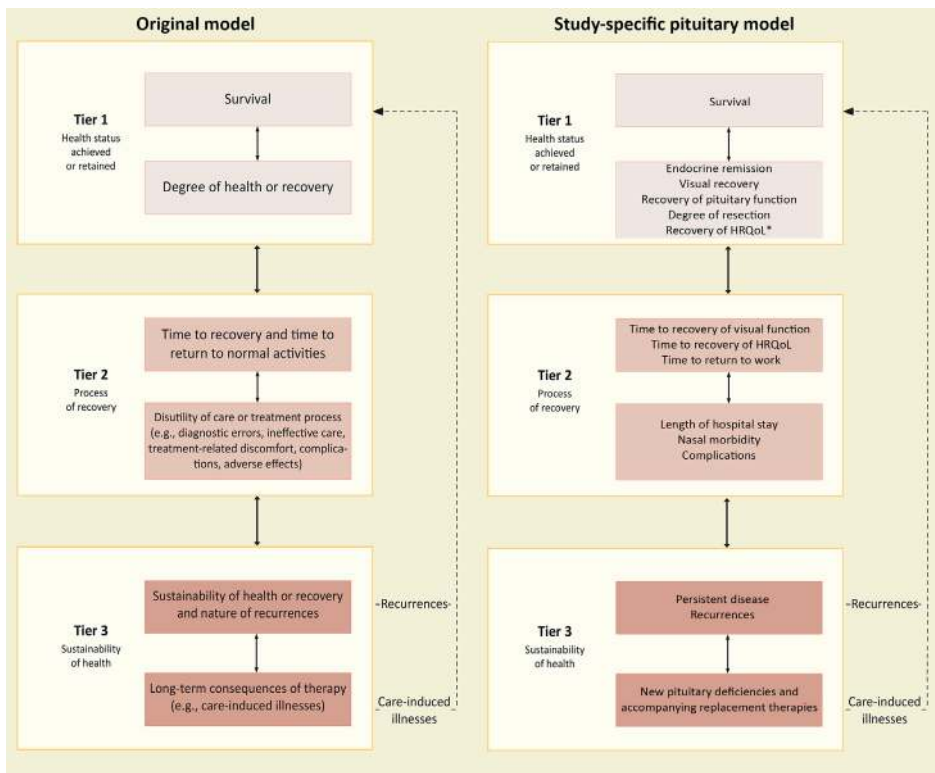 Original model
Tier 1
Health status
achieved
or retained
Survival
Degree of health or recovery
Tier 2
Process
of recovery
Time to recovery and time to
return to normal activities
Disutility of care or treatment process
(e.g., diagnostic errors, ineffective care,
treatment-related discomfort, complica-
tions, adverse effects)
Tier 3
Sustainability
of health
Sustainability of health or recovery
and nature of recurrences
Long-term consequences of therapy
(e.g., care-induced illnesses)
Recurrences
Care-induced
illnesses
Study-specific pituitary model
Tier 1
Health status
achieved
or retained
Survival
Endocrine remission
Visual recovery
Recovery of pituitary function
Degree of resection
Recovery of HRQoL*
Tier 2
Process
of recovery
Time to recovery of visual function
Time to recovery of HRQoL
Time to return to work
Length of hospital stay
Nasal morbidity
Complications
Tier 3
Sustainability
of health
Persistent disease
Recurrences
New pituitary deficiencies and
accompanying replacement therapies
Recurrences
Care-induced
illnesses